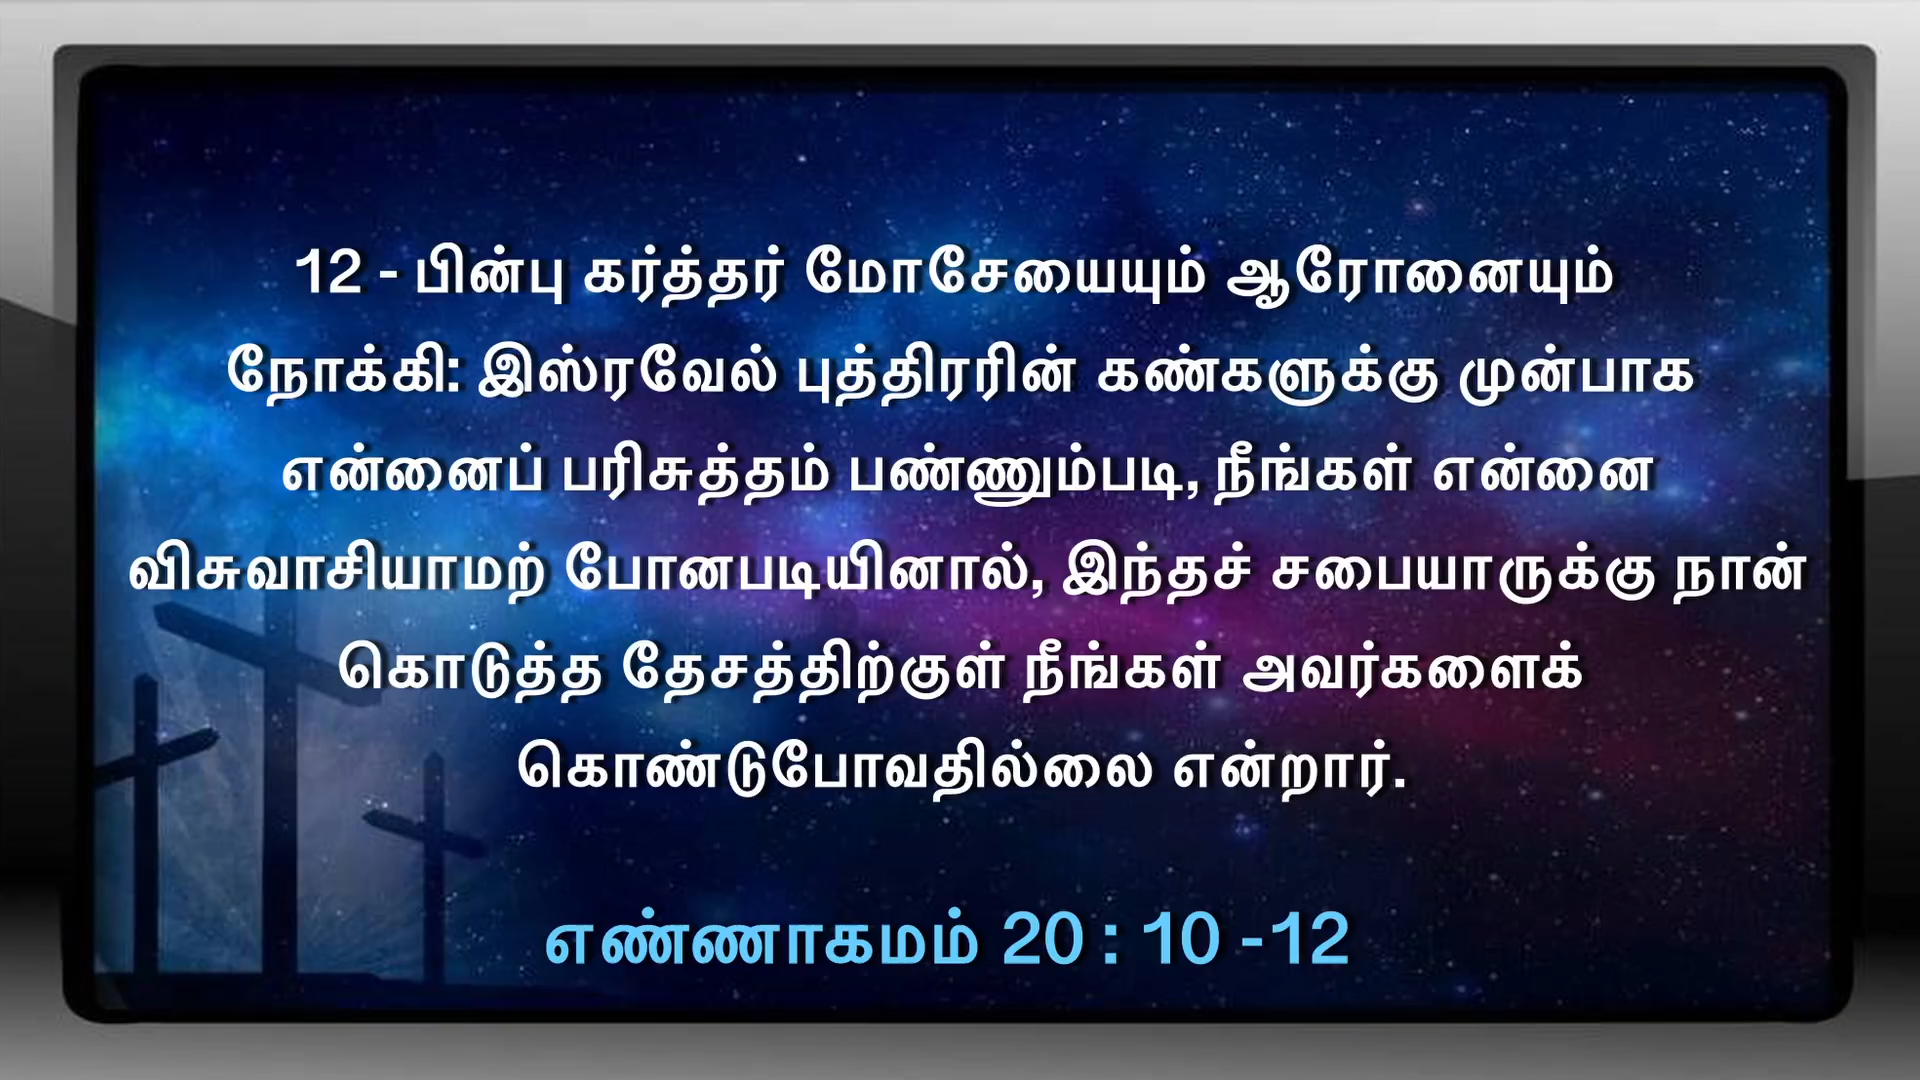 12 - பின்பு கர்த்தர் மோசேயையும் ஆரோனையும்
நோக்கி: இஸ்ரவேல் புத்திரரின் கண்களுக்கு முன்பாக
என்னைப் பரிசுத்தம் பண்ணும்படி, நீங்கள் என்னை
விசுவாசியாமற் போனபடியினால், இந்தச் சபையாருக்கு நான்
கொடுத்த தேசத்திற்குள் நீங்கள் அவர்களைக்
கொண்டுபோவதில்லை என்றார்.
எண்ணாகமம் 20 : 10 -12